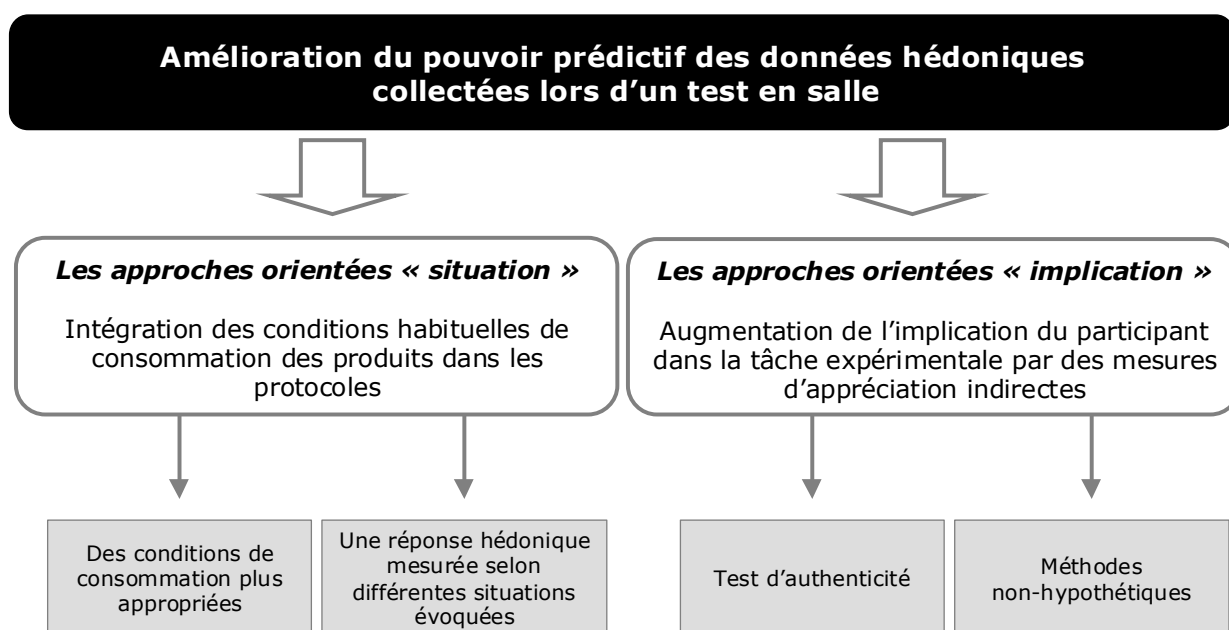 Amélioration du pouvoir prédictif des données hédoniques
collectées lors d’un test en salle
Les approches orientées « situation »
Intégration des conditions habituelles de
consommation des produits dans les
protocoles
Les approches orientées « implication »
Augmentation de l’implication du participant
dans la tâche expérimentale par des mesures
d’appréciation indirectes
Des conditions de
consommation plus
appropriées
Une réponse hédonique
mesurée selon
différentes situations
évoquées
Test d’authenticité
Méthodes
non-hypothétiques